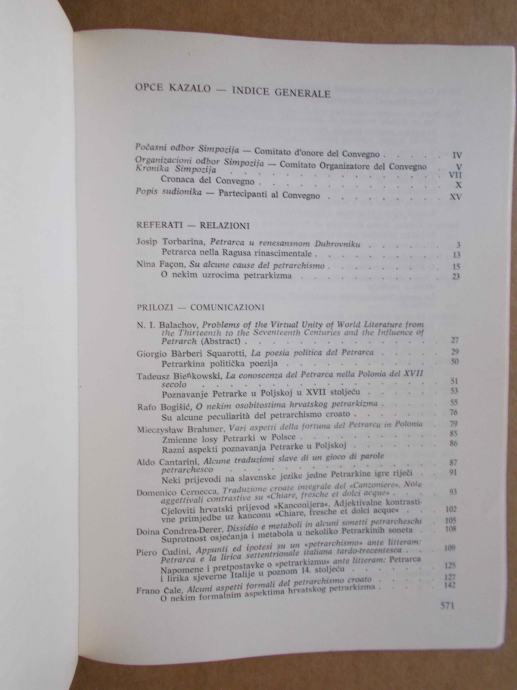 OPĆE KAZALO — INDICE GENERALE
Počasni odbor Simpozija — Comitato d'onore del Convegno . . . . . IV
Organizacioni odbor Simpozija — Comitato Organizatore del Convegno . V
Kronika Simpozija . . . . . . . . . . . . . . . VII
Cronaca del Convegno . . . . . . . . . . . . . X
Popis sudionika — Partecipanti al Convegno . . . . . . . . XV
REFERATI — RELAZIONI
Josip Torbarina, Petrarca u renesansnom Dubrovniku . . . . . . 3
Petrarca nella Ragusa rinascimentale . . . . . . . . . 13
Nina Façon, Su alcune cause del petrarchismo . . . . . . . . 15
O nekim uzrocima petrarkizma . . . . . . . . . . 23
PRILOZI — COMUNICAZIONI
N. I. Balachov, Problems of the Virtual Unity of World Literature from
the Thirteenth to the Seventeenth Centuries and the Influence of
Petrarch (Abstract) . . . . . . . . . . . . . 27
Giorgio Bàrberi Squarotti, La poesia politica del Petrarca . . . . . 29
Petrarkina politička poezija . . . . . . . . . . . 50
Tadeusz Bieńkowski, La conoscenza del Petrarca nella Polonia del XVII
secolo . . . . . . . . . . . . . . . . 51
Poznavanje Petrarke u Poljskoj u XVII stoljeću . . . . . . 53
Rafo Bogišić, O nekim osobitostima hrvatskog petrarkizma . . . . . 55
Su alcune peculiarità del petrarchismo croato . . . . . . . 76
Mieczysław Brahmer, Vari aspetti della fortuna del Petrarca in Polonia 79
Zmienne losy Petrarki w Polsce . . . . . . . . . . 85
Razni aspekti poznavanja Petrarke u Poljskoj . . . . . . . 86
Aldo Cantarini, Alcune traduzioni slave di un gioco di parole
petrarchesco . . . . . . . . . . . . . . . 87
Neki prijevodi na slavenske jezike jedne Petrarkine igre riječi . . 91
Domenico Cernecca, Traduzione croate integrale del «Canzoniere». Note
aggettivali contrastive su «Chiare, fresche et dolci acque» . . . . 93
Cjeloviti hrvatski prijevod «Kanconijera». Adjektivalne kontrastiv-
vne primjedbe uz kanconu «Chiare, fresche et dolci acque» . . . 102
Doina Condrea-Derer, Dissidio e metaboli in alcuni sonetti petrarcheschi 105
Suprotnost osjećanja i metabola u nekoliko Petrarkinih soneta . . 108
Piero Cudini, Appunti ed ipotesi su un «petrarchismo» ante litteram:
Petrarca e la lirica settentrionale italiana tardo-trecentesca . . . 109
Napomene i pretpostavke o «petrarkizmu» ante litteram: Petrarca
i lirika sjeverne Italije u poznom 14. stoljeću . . . . . . 125
Frano Čale, Alcuni aspetti formali del petrarchismo croato . . . . . 127
O nekim formalnim aspektima hrvatskog petrarkizma . . . . . 142
571